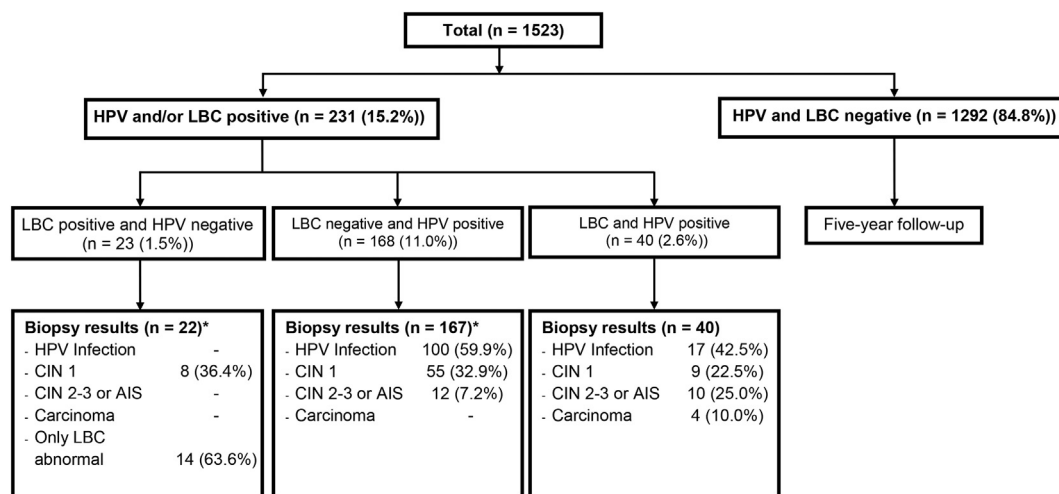 Total (n = 1523)
HPV and/or LBC positive (n = 231 (15.2%))
HPV and LBC negative (n = 1292 (84.8%))
LBC positive and HPV negative
(n = 23 (1.5%))
LBC negative and HPV positive
(n = 168 (11.0%))
LBC and HPV positive
(n = 40 (2.6%))
Five-year follow-up
Biopsy results (n = 22)*
- HPV Infection -
- CIN 1 8 (36.4%)
- CIN 2-3 or AIS -
- Carcinoma -
- Only LBC
abnormal 14 (63.6%)
Biopsy results (n = 167)*
- HPV Infection 100 (59.9%)
- CIN 1 55 (32.9%)
- CIN 2-3 or AIS 12 (7.2%)
- Carcinoma -
Biopsy results (n = 40)
- HPV Infection 17 (42.5%)
- CIN 1 9 (22.5%)
- CIN 2-3 or AIS 10 (25.0%)
- Carcinoma 4 (10.0%)